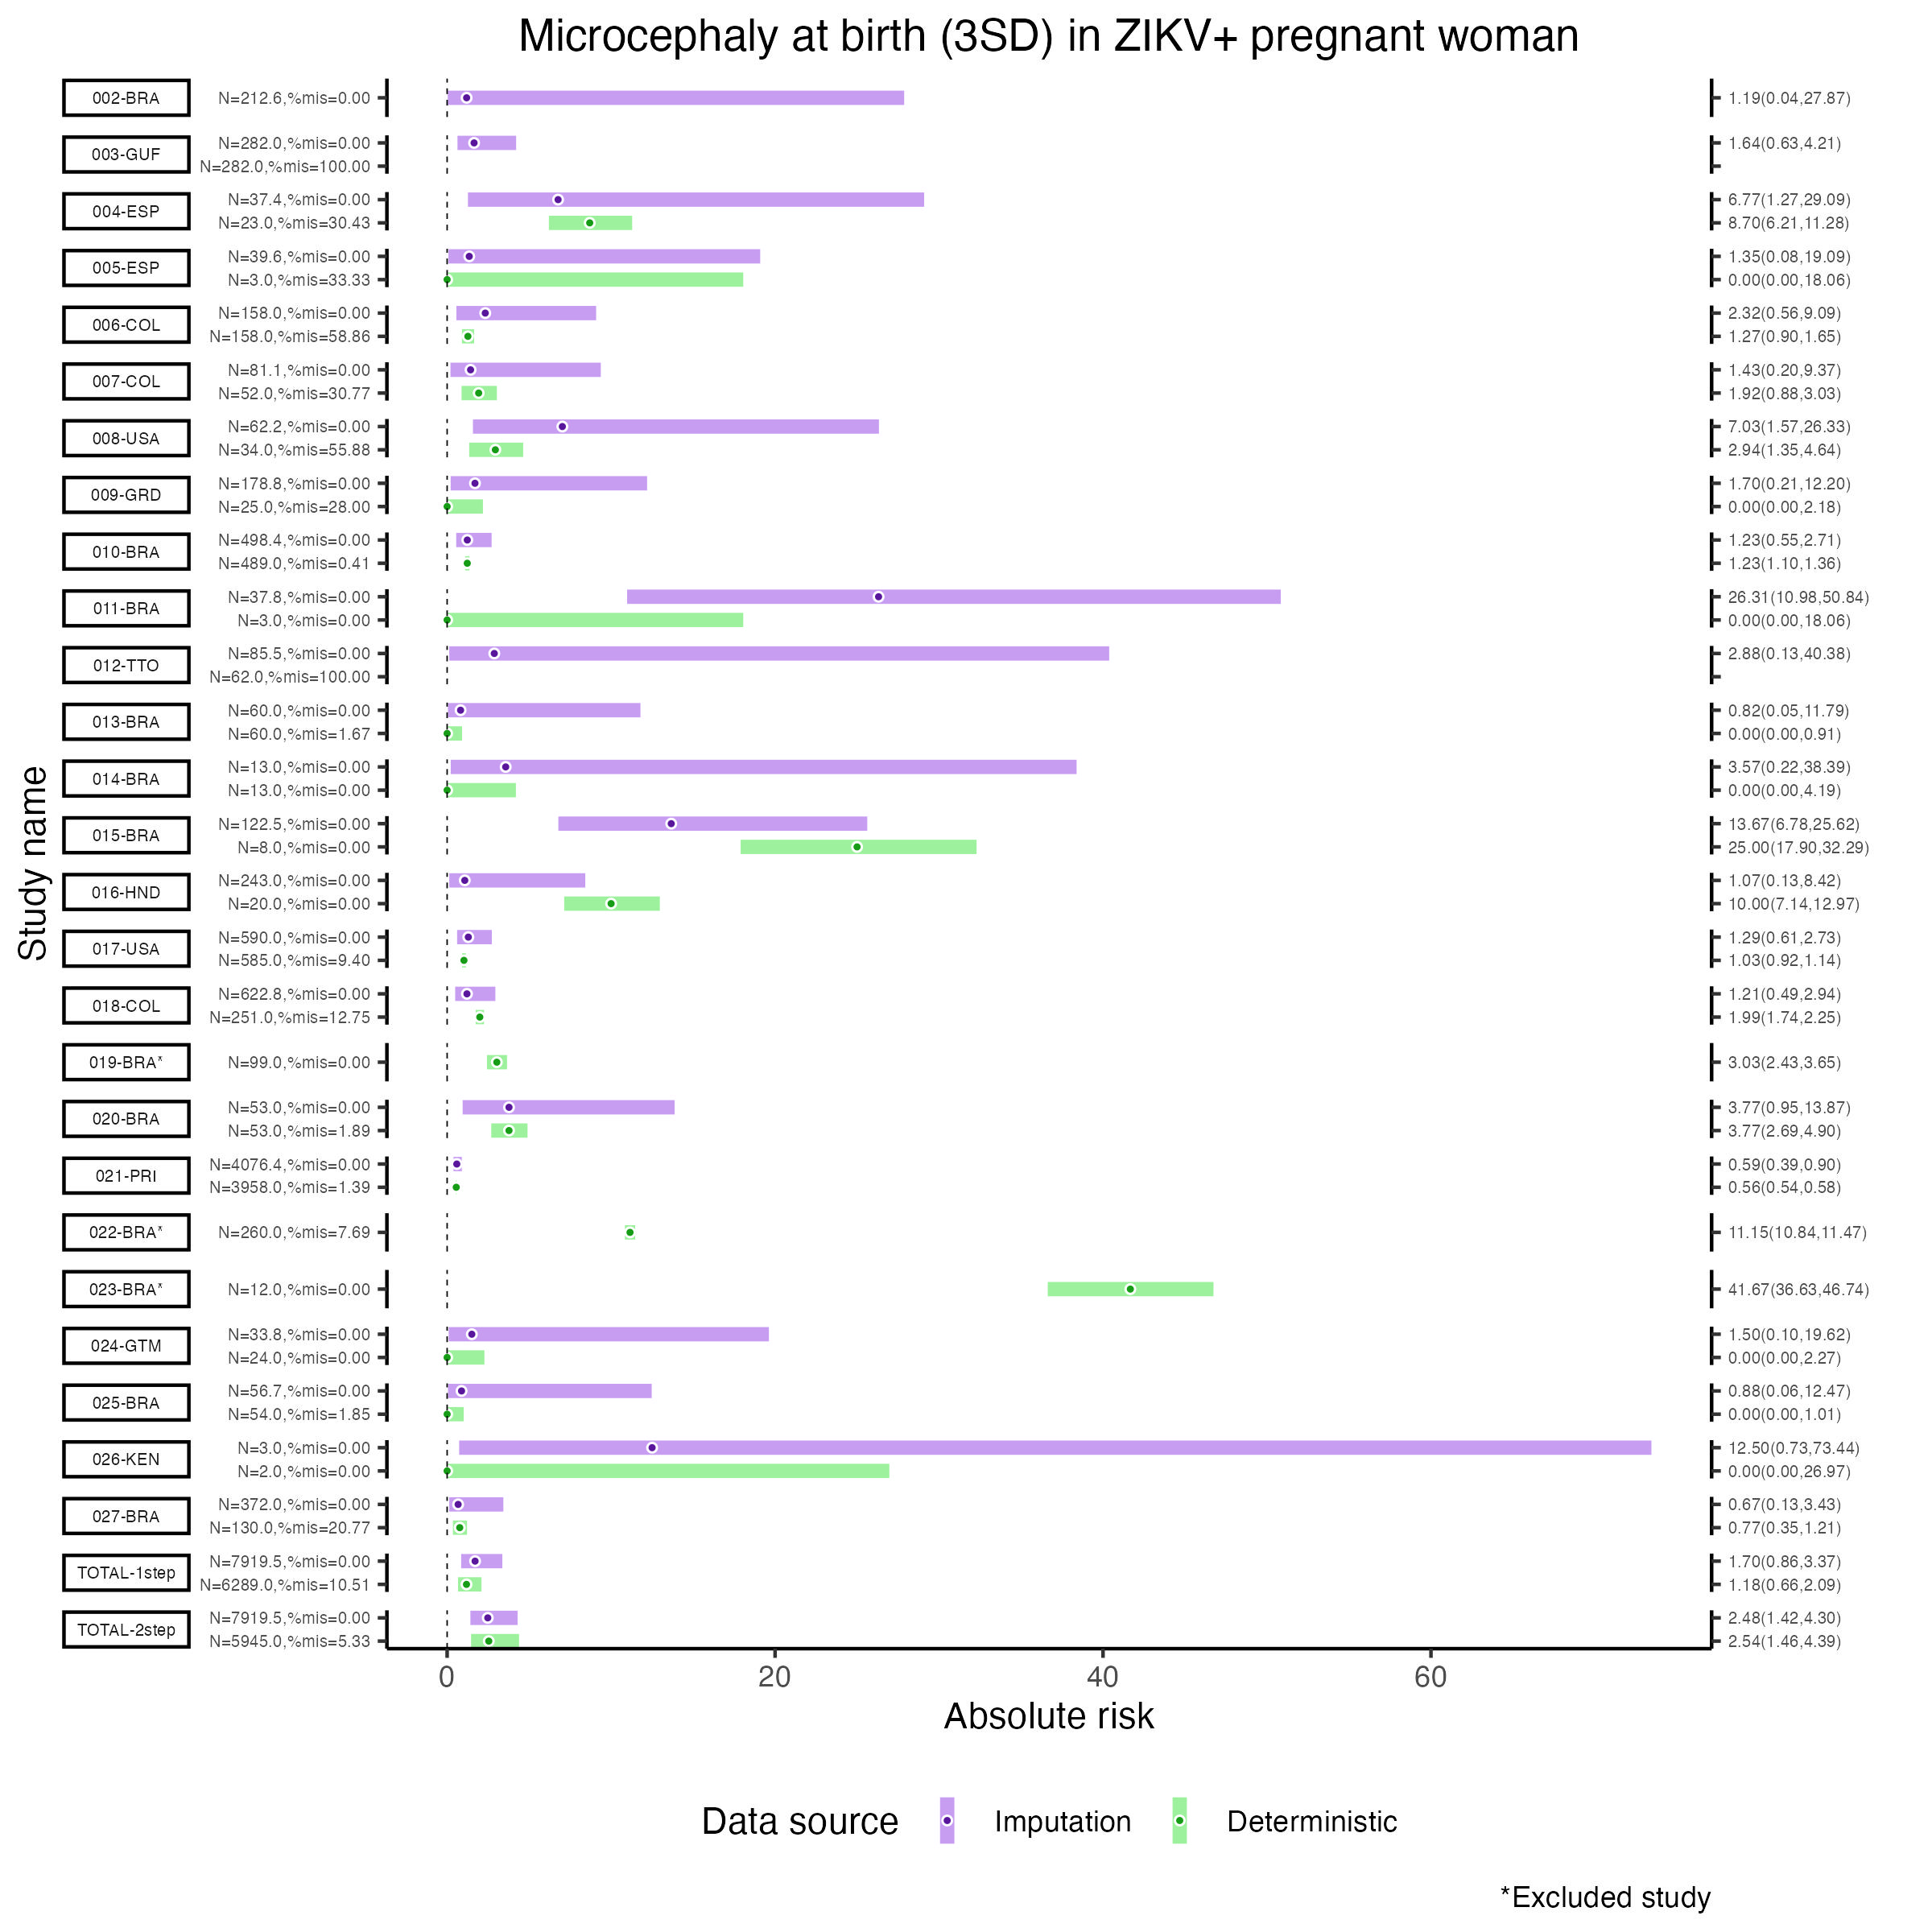 Microcephaly at birth (3SD) in ZIKV+ pregnant woman
Study name
002-BRA N=212.6,%mis=0.00 1.19(0.04,27.87)
003-GUF
N=282.0,%mis=0.00 1.64(0.63,4.21)
N=282.0,%mis=100.00
004-ESP
N=37.4,%mis=0.00 6.77(1.27,29.09)
N=23.0,%mis=30.43 8.70(6.21,11.28)
005-ESP
N=39.6,%mis=0.00 1.35(0.08,19.09)
N=3.0,%mis=33.33 0.00(0.00,18.06)
006-COL
N=158.0,%mis=0.00 2.32(0.56,9.09)
N=158.0,%mis=58.86 1.27(0.90,1.65)
007-COL
N=81.1,%mis=0.00 1.43(0.20,9.37)
N=52.0,%mis=30.77 1.92(0.88,3.03)
008-USA
N=62.2,%mis=0.00 7.03(1.57,26.33)
N=34.0,%mis=55.88 2.94(1.35,4.64)
009-GRD
N=178.8,%mis=0.00 1.70(0.21,12.20)
N=25.0,%mis=28.00 0.00(0.00,2.18)
010-BRA
N=498.4,%mis=0.00 1.23(0.55,2.71)
N=489.0,%mis=0.41 1.23(1.10,1.36)
011-BRA
N=37.8,%mis=0.00 26.31(10.98,50.84)
N=3.0,%mis=0.00 0.00(0.00,18.06)
012-TTO
N=85.5,%mis=0.00 2.88(0.13,40.38)
N=62.0,%mis=100.00
013-BRA
N=60.0,%mis=0.00 0.82(0.05,11.79)
N=60.0,%mis=1.67 0.00(0.00,0.91)
014-BRA
N=13.0,%mis=0.00 3.57(0.22,38.39)
N=13.0,%mis=0.00 0.00(0.00,4.19)
015-BRA
N=122.5,%mis=0.00 13.67(6.78,25.62)
N=8.0,%mis=0.00 25.00(17.90,32.29)
016-HND
N=243.0,%mis=0.00 1.07(0.13,8.42)
N=20.0,%mis=0.00 10.00(7.14,12.97)
017-USA
N=590.0,%mis=0.00 1.29(0.61,2.73)
N=585.0,%mis=9.40 1.03(0.92,1.14)
018-COL
N=622.8,%mis=0.00 1.21(0.49,2.94)
N=251.0,%mis=12.75 1.99(1.74,2.25)
019-BRA* N=99.0,%mis=0.00 3.03(2.43,3.65)
020-BRA
N=53.0,%mis=0.00 3.77(0.95,13.87)
N=53.0,%mis=1.89 3.77(2.69,4.90)
021-PRI
N=4076.4,%mis=0.00 0.59(0.39,0.90)
N=3958.0,%mis=1.39 0.56(0.54,0.58)
022-BRA* N=260.0,%mis=7.69 11.15(10.84,11.47)
023-BRA* N=12.0,%mis=0.00 41.67(36.63,46.74)
024-GTM
N=33.8,%mis=0.00 1.50(0.10,19.62)
N=24.0,%mis=0.00 0.00(0.00,2.27)
025-BRA
N=56.7,%mis=0.00 0.88(0.06,12.47)
N=54.0,%mis=1.85 0.00(0.00,1.01)
026-KEN
N=3.0,%mis=0.00 12.50(0.73,73.44)
N=2.0,%mis=0.00 0.00(0.00,26.97)
027-BRA
N=372.0,%mis=0.00 0.67(0.13,3.43)
N=130.0,%mis=20.77 0.77(0.35,1.21)
TOTAL-1step
N=7919.5,%mis=0.00 1.70(0.86,3.37)
N=6289.0,%mis=10.51 1.18(0.66,2.09)
TOTAL-2step
N=7919.5,%mis=0.00 2.48(1.42,4.30)
N=5945.0,%mis=5.33 2.54(1.46,4.39)
0 20 40 60
Absolute risk
Data source Imputation Deterministic
*Excluded study